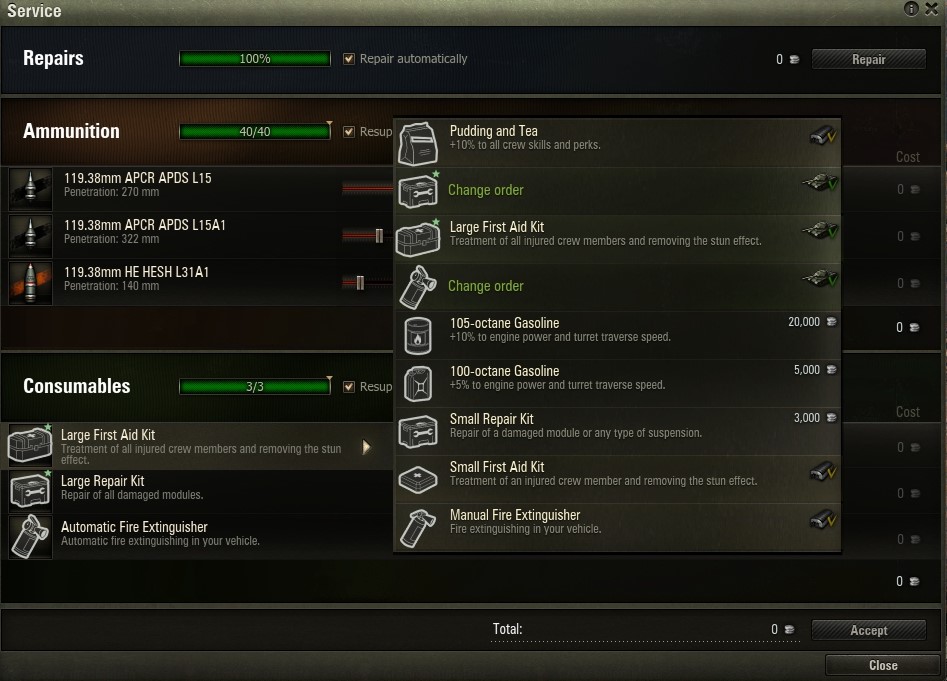 Service
Repairs
100%
Repair automatically
0
Repair
Ammunition
40/40
Resup
Cost
119.38mm APCR APDS L15
Penetration: 270 mm
0
119.38mm APCR APDS L15A1
Penetration: 322 mm
0
119.38mm HE HESH L31A1
Penetration: 140 mm
0
0
Consumables
3/3
Resup
Cost
Large First Aid Kit
Treatment of all injured crew members and removing the stun
effect.
0
Large Repair Kit
Repair of all damaged modules.
0
Automatic Fire Extinguisher
Automatic fire extinguishing in your vehicle.
0
0
Pudding and Tea
+10% to all crew skills and perks.
Change order
Large First Aid Kit
Treatment of all injured crew members and removing the stun effect.
Change order
105-octane Gasoline
+10% to engine power and turret traverse speed.
20,000
100-octane Gasoline
+5% to engine power and turret traverse speed.
5,000
Small Repair Kit
Repair of a damaged module or any type of suspension.
3,000
Small First Aid Kit
Treatment of an injured crew member and removing the stun effect.
Manual Fire Extinguisher
Fire extinguishing in your vehicle.
Total:
0
Accept
Close